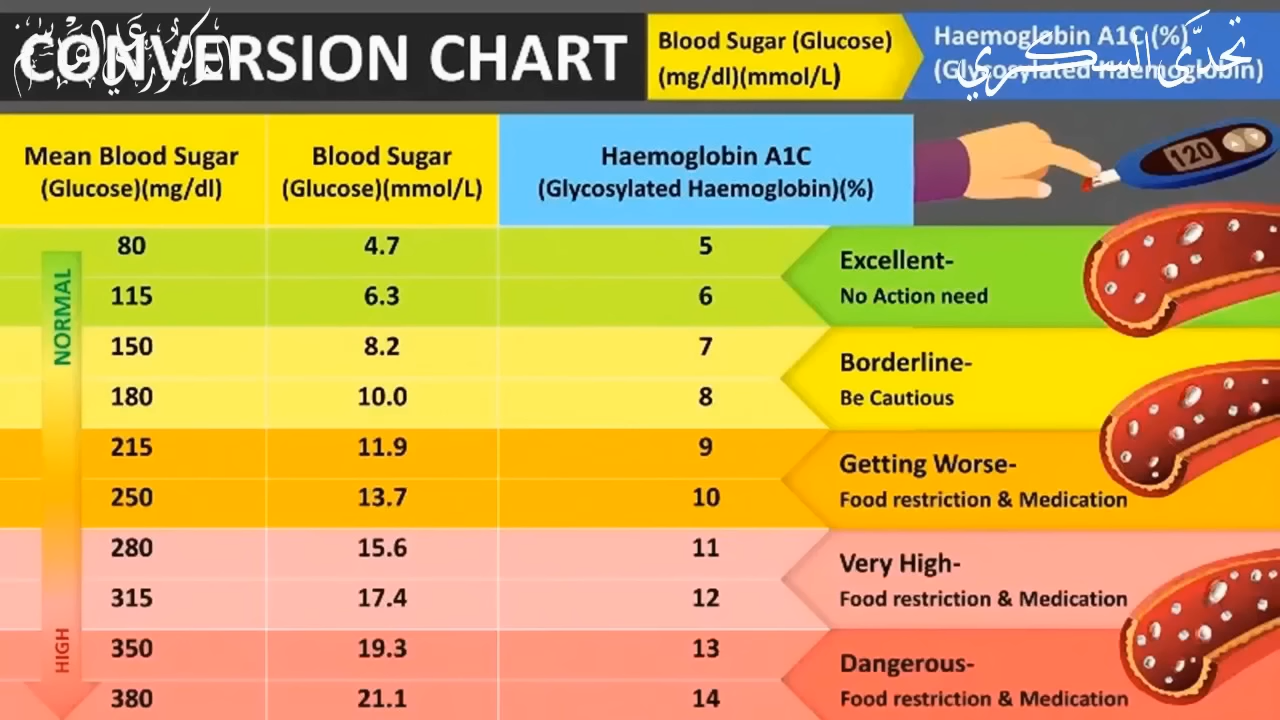 CONVERSION CHART
Blood Sugar (Glucose)
(mg/dl)(mmol/L)
Haemoglobin A1C (%)
(Glycosylated Haemoglobin)
تحدّى السكري
Mean Blood Sugar
(Glucose)(mg/dl)
Blood Sugar
(Glucose)(mmol/L)
Haemoglobin A1C
(Glycosylated Haemoglobin)(%)
120
80 4.7 5
115 6.3 6
Excellent-
No Action need
150 8.2 7
180 10.0 8
Borderline-
Be Cautious
215 11.9 9
250 13.7 10
Getting Worse-
Food restriction & Medication
280 15.6 11
315 17.4 12
Very High-
Food restriction & Medication
350 19.3 13
380 21.1 14
Dangerous-
Food restriction & Medication
NORMAL
HIGH